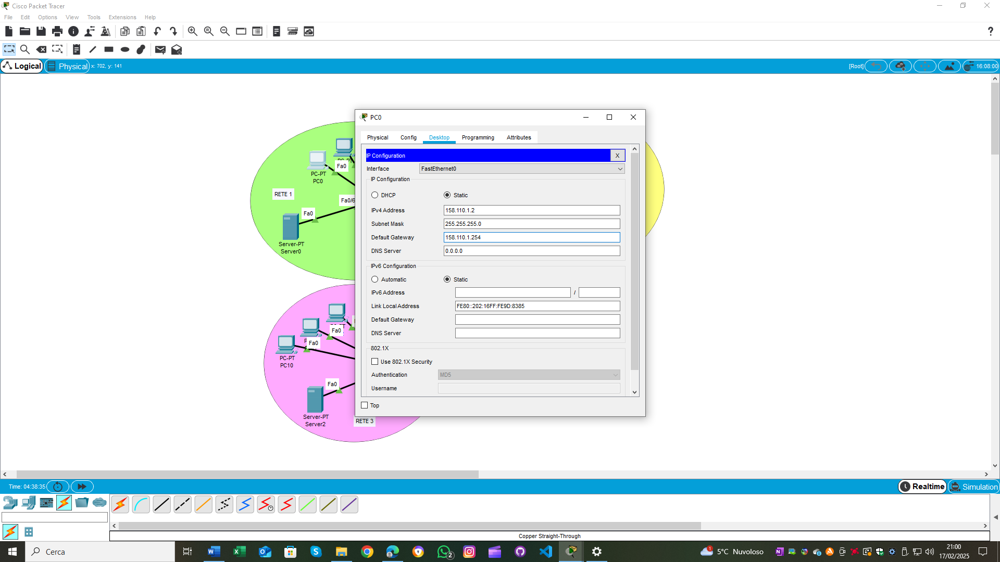 Cisco Packet Tracer
File Edit Options View Tools Extensions Help
Logical
Physical
x: 702, y: 141
[Root]
16:08:00
PC0
Physical Config Desktop Programming Attributes
IP Configuration
X
Interface
FastEthernet0
IP Configuration
DHCP
Static
IPv4 Address
158.110.1.2
Subnet Mask
255.255.255.0
Default Gateway
158.110.1.254
DNS Server
0.0.0.0
IPv6 Configuration
Automatic
Static
IPv6 Address
/
Link Local Address
FE80::202:16FF:FE9D:8385
Default Gateway
DNS Server
802.1X
Use 802.1X Security
Authentication
MD5
Username
Top
Fa0
PC-PT
PC0
RETE 1
Fa0/6
Fa0
Server-PT
Server0
Fa0
Fa0
PC-PT
PC10
Fa0
Server-PT
Server2
RETE 3
Time: 04:38:35
Realtime
Simulation
Copper Straight-Through
Cerca
2
1
5°C Nuvoloso
21:00
17/02/2025